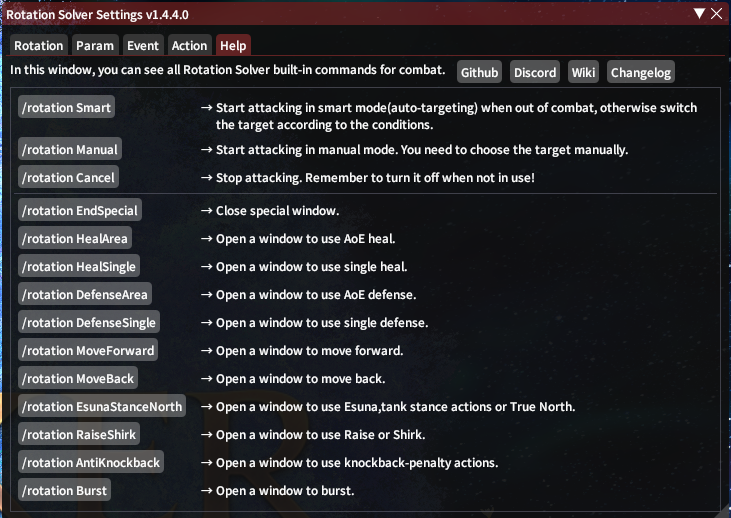 Rotation Solver Settings v1.4.4.0
Rotation Param Event Action Help
In this window, you can see all Rotation Solver built-in commands for combat. Github Discord Wiki Changelog
/rotation Smart → Start attacking in smart mode(auto-targeting) when out of combat, otherwise switch
the target according to the conditions.
/rotation Manual → Start attacking in manual mode. You need to choose the target manually.
/rotation Cancel → Stop attacking. Remember to turn it off when not in use!
/rotation EndSpecial → Close special window.
/rotation HealArea → Open a window to use AoE heal.
/rotation HealSingle → Open a window to use single heal.
/rotation DefenseArea → Open a window to use AoE defense.
/rotation DefenseSingle → Open a window to use single defense.
/rotation MoveForward → Open a window to move forward.
/rotation MoveBack → Open a window to move back.
/rotation EsunaStanceNorth → Open a window to use Esuna,tank stance actions or True North.
/rotation RaiseShirk → Open a window to use Raise or Shirk.
/rotation AntiKnockback → Open a window to use knockback-penalty actions.
/rotation Burst → Open a window to burst.